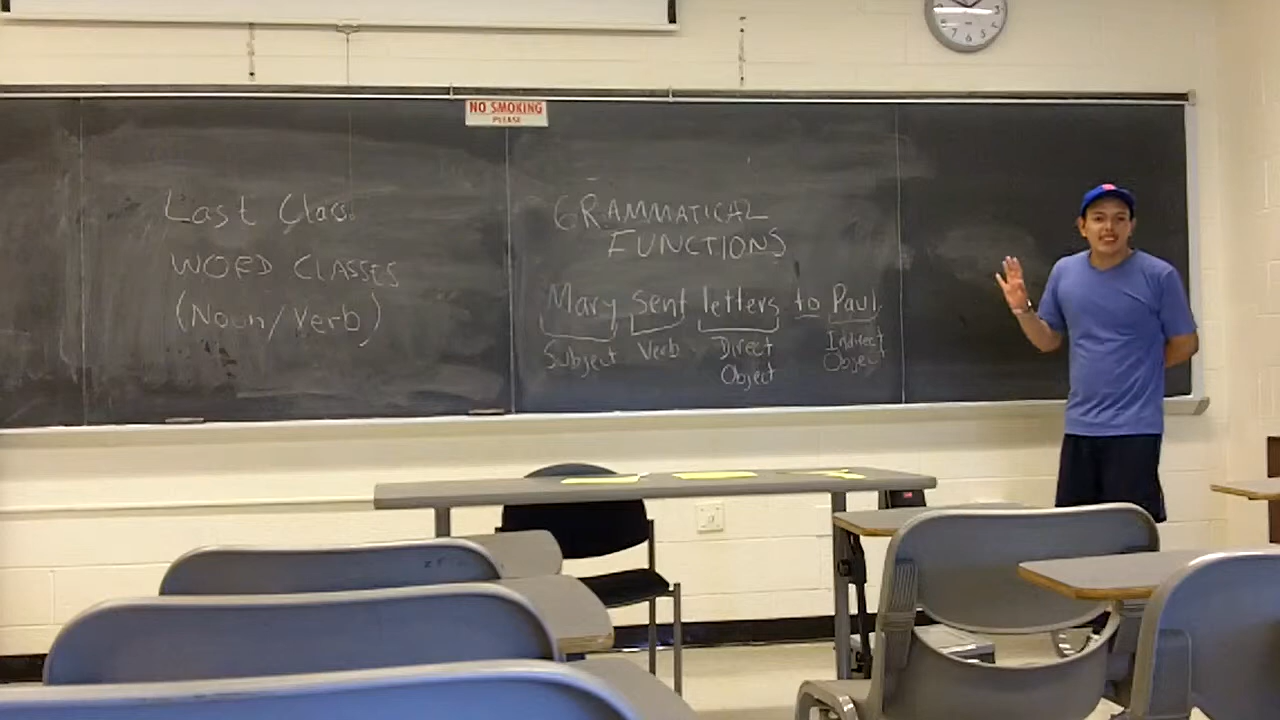 NO SMOKING
PLEASE
Last Class
WORD CLASSES
(Noun/Verb)
GRAMMATICAL
FUNCTIONS
Mary sent letters to Paul
Subject Verb Direct Object Indirect Object